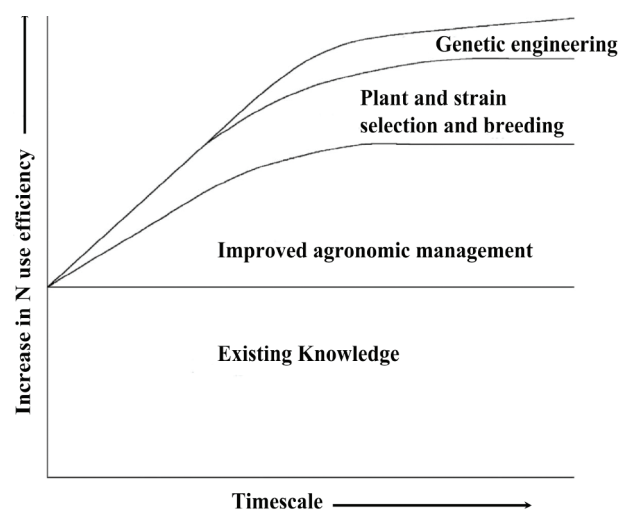 Genetic engineering
Plant and strain
selection and breeding
Improved agronomic management
Existing Knowledge
Increase in N use efficiency
Timescale